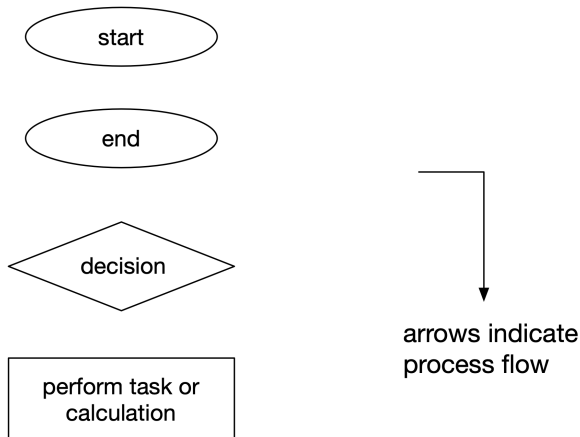 start
end
decision
arrows indicate
process flow
perform task or
calculation